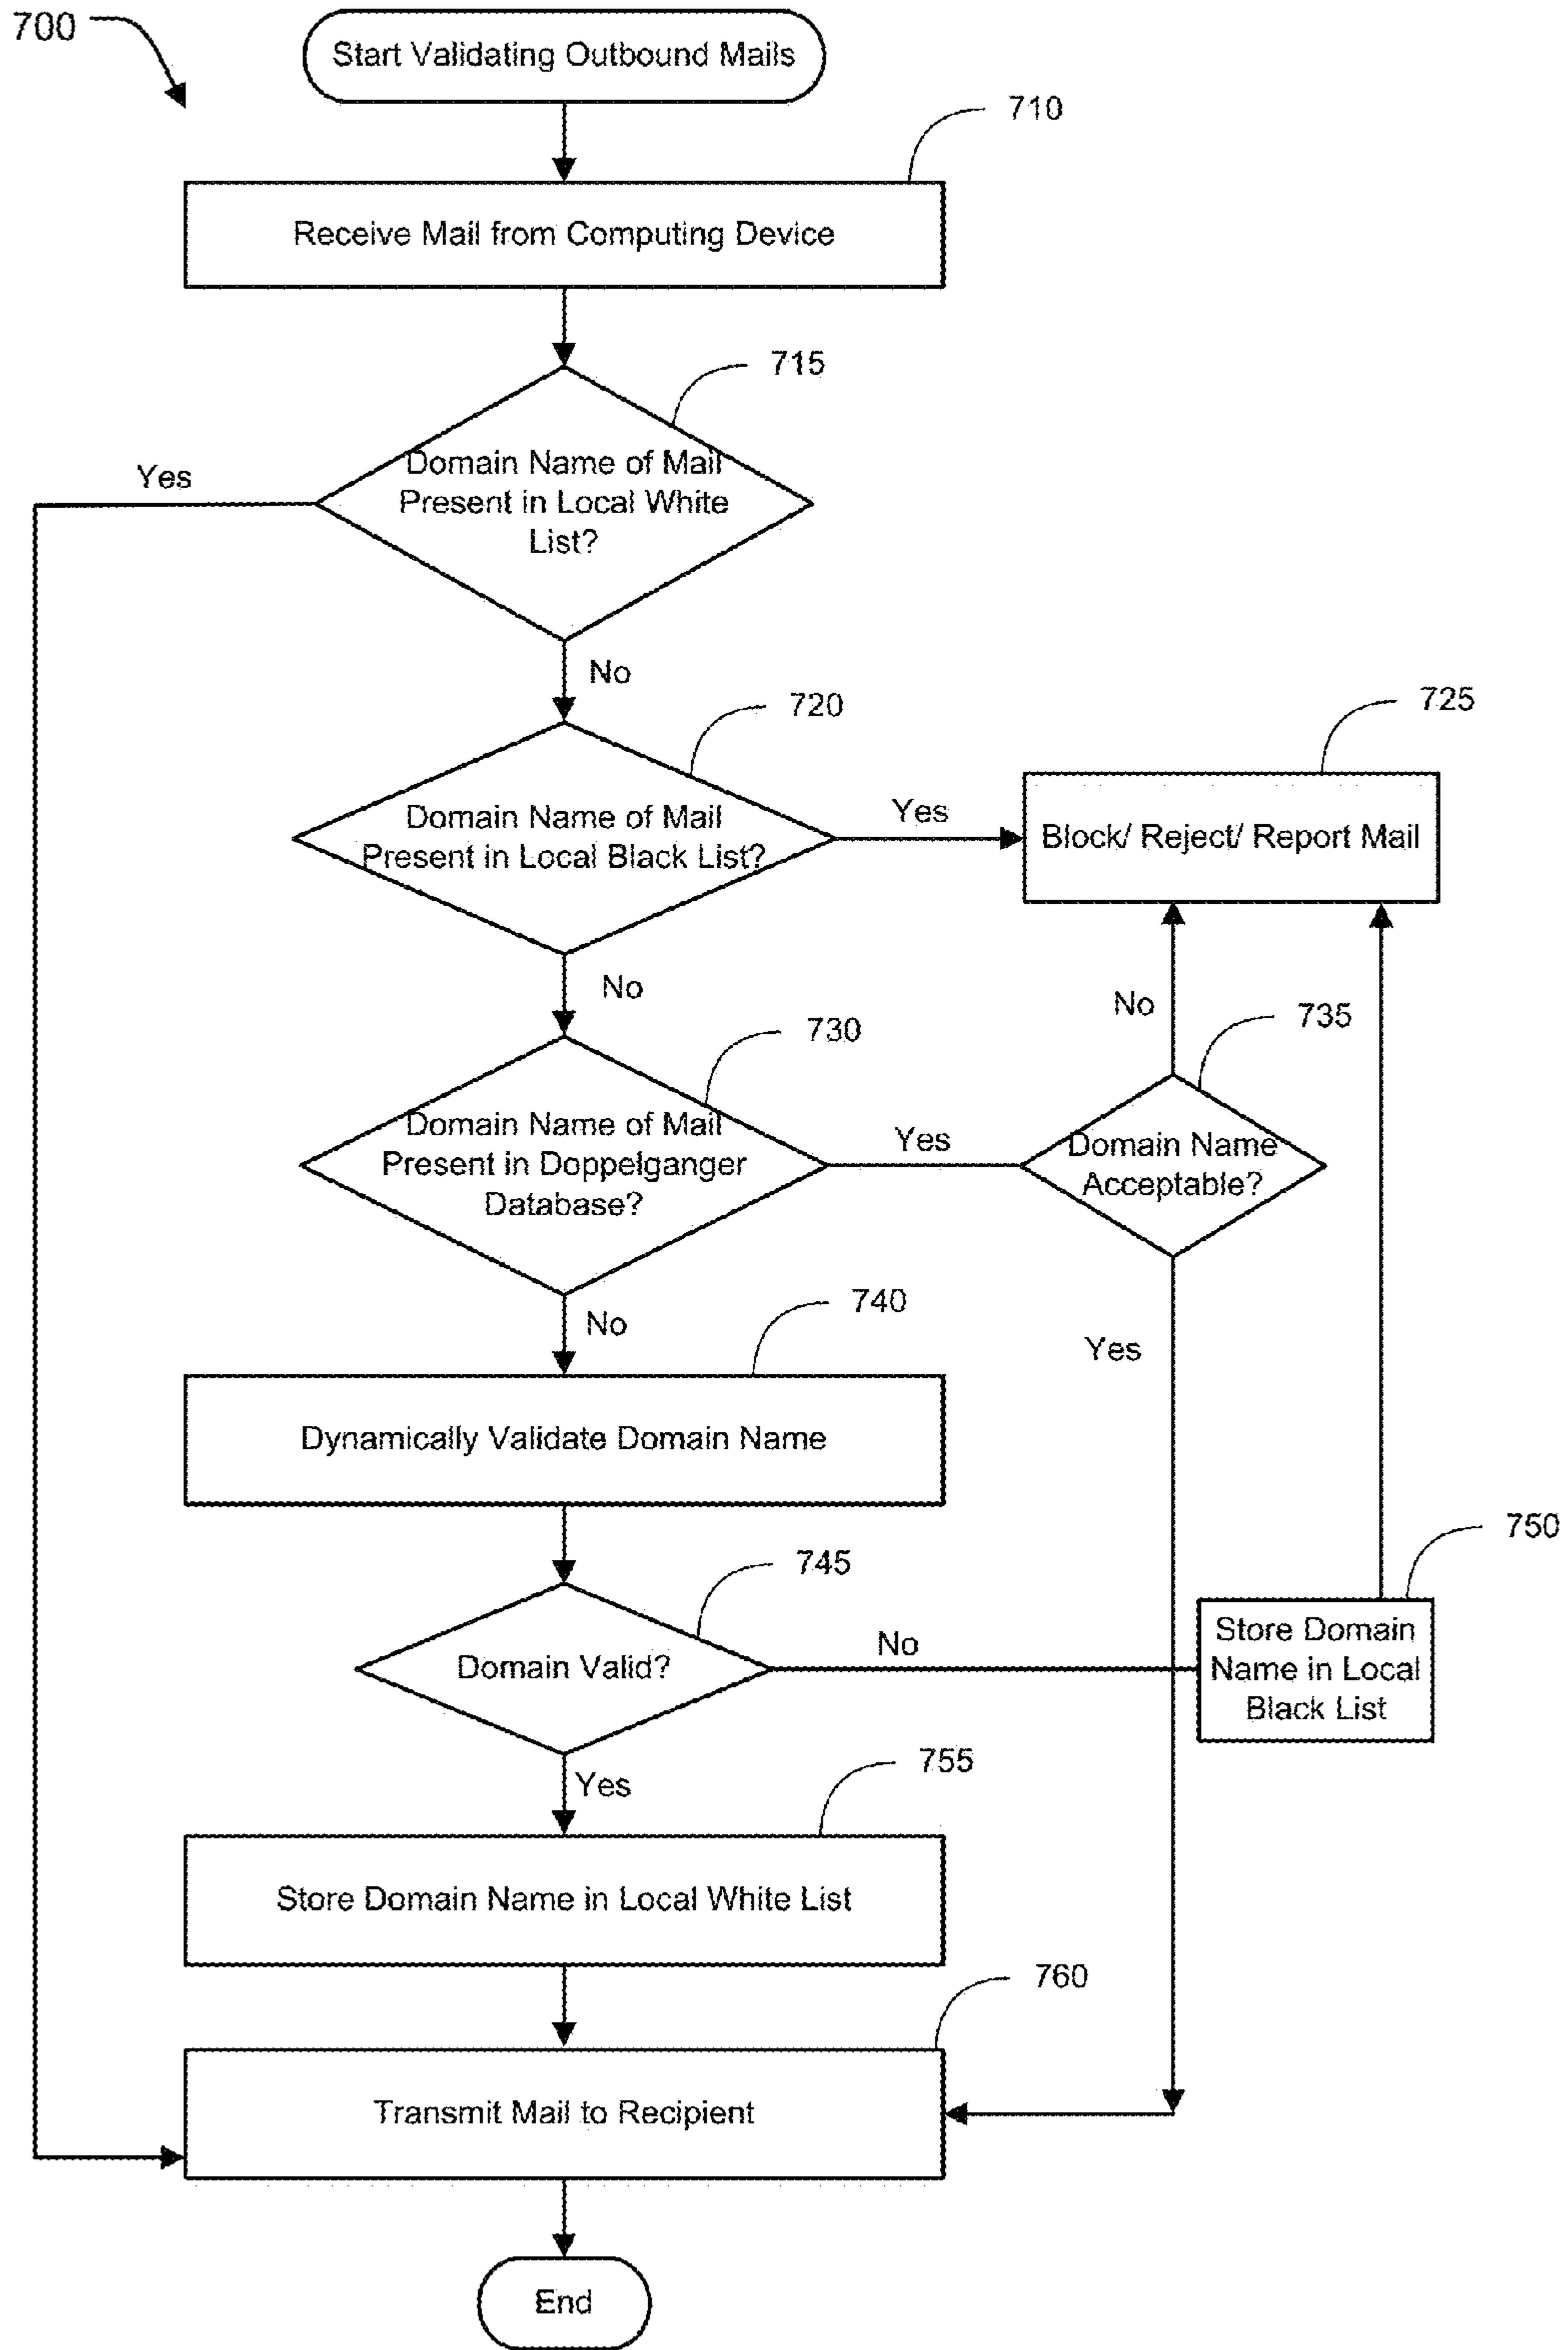 700
Start Validating Outbound Mails
710
Receive Mail from Computing Device
715
Domain Name of Mail
Present in Local White
List?
Yes
No
720
Domain Name of Mail
Present in Local Black List?
Yes
725
Block/ Reject/ Report Mail
No
730
Domain Name of Mail
Present in Doppelganger
Database?
Yes
No
735
Domain Name
Acceptable?
Yes
No
740
Dynamically Validate Domain Name
745
Domain Valid?
No
750
Store Domain
Name in Local
Black List
Yes
755
Store Domain Name in Local White List
760
Transmit Mail to Recipient
End